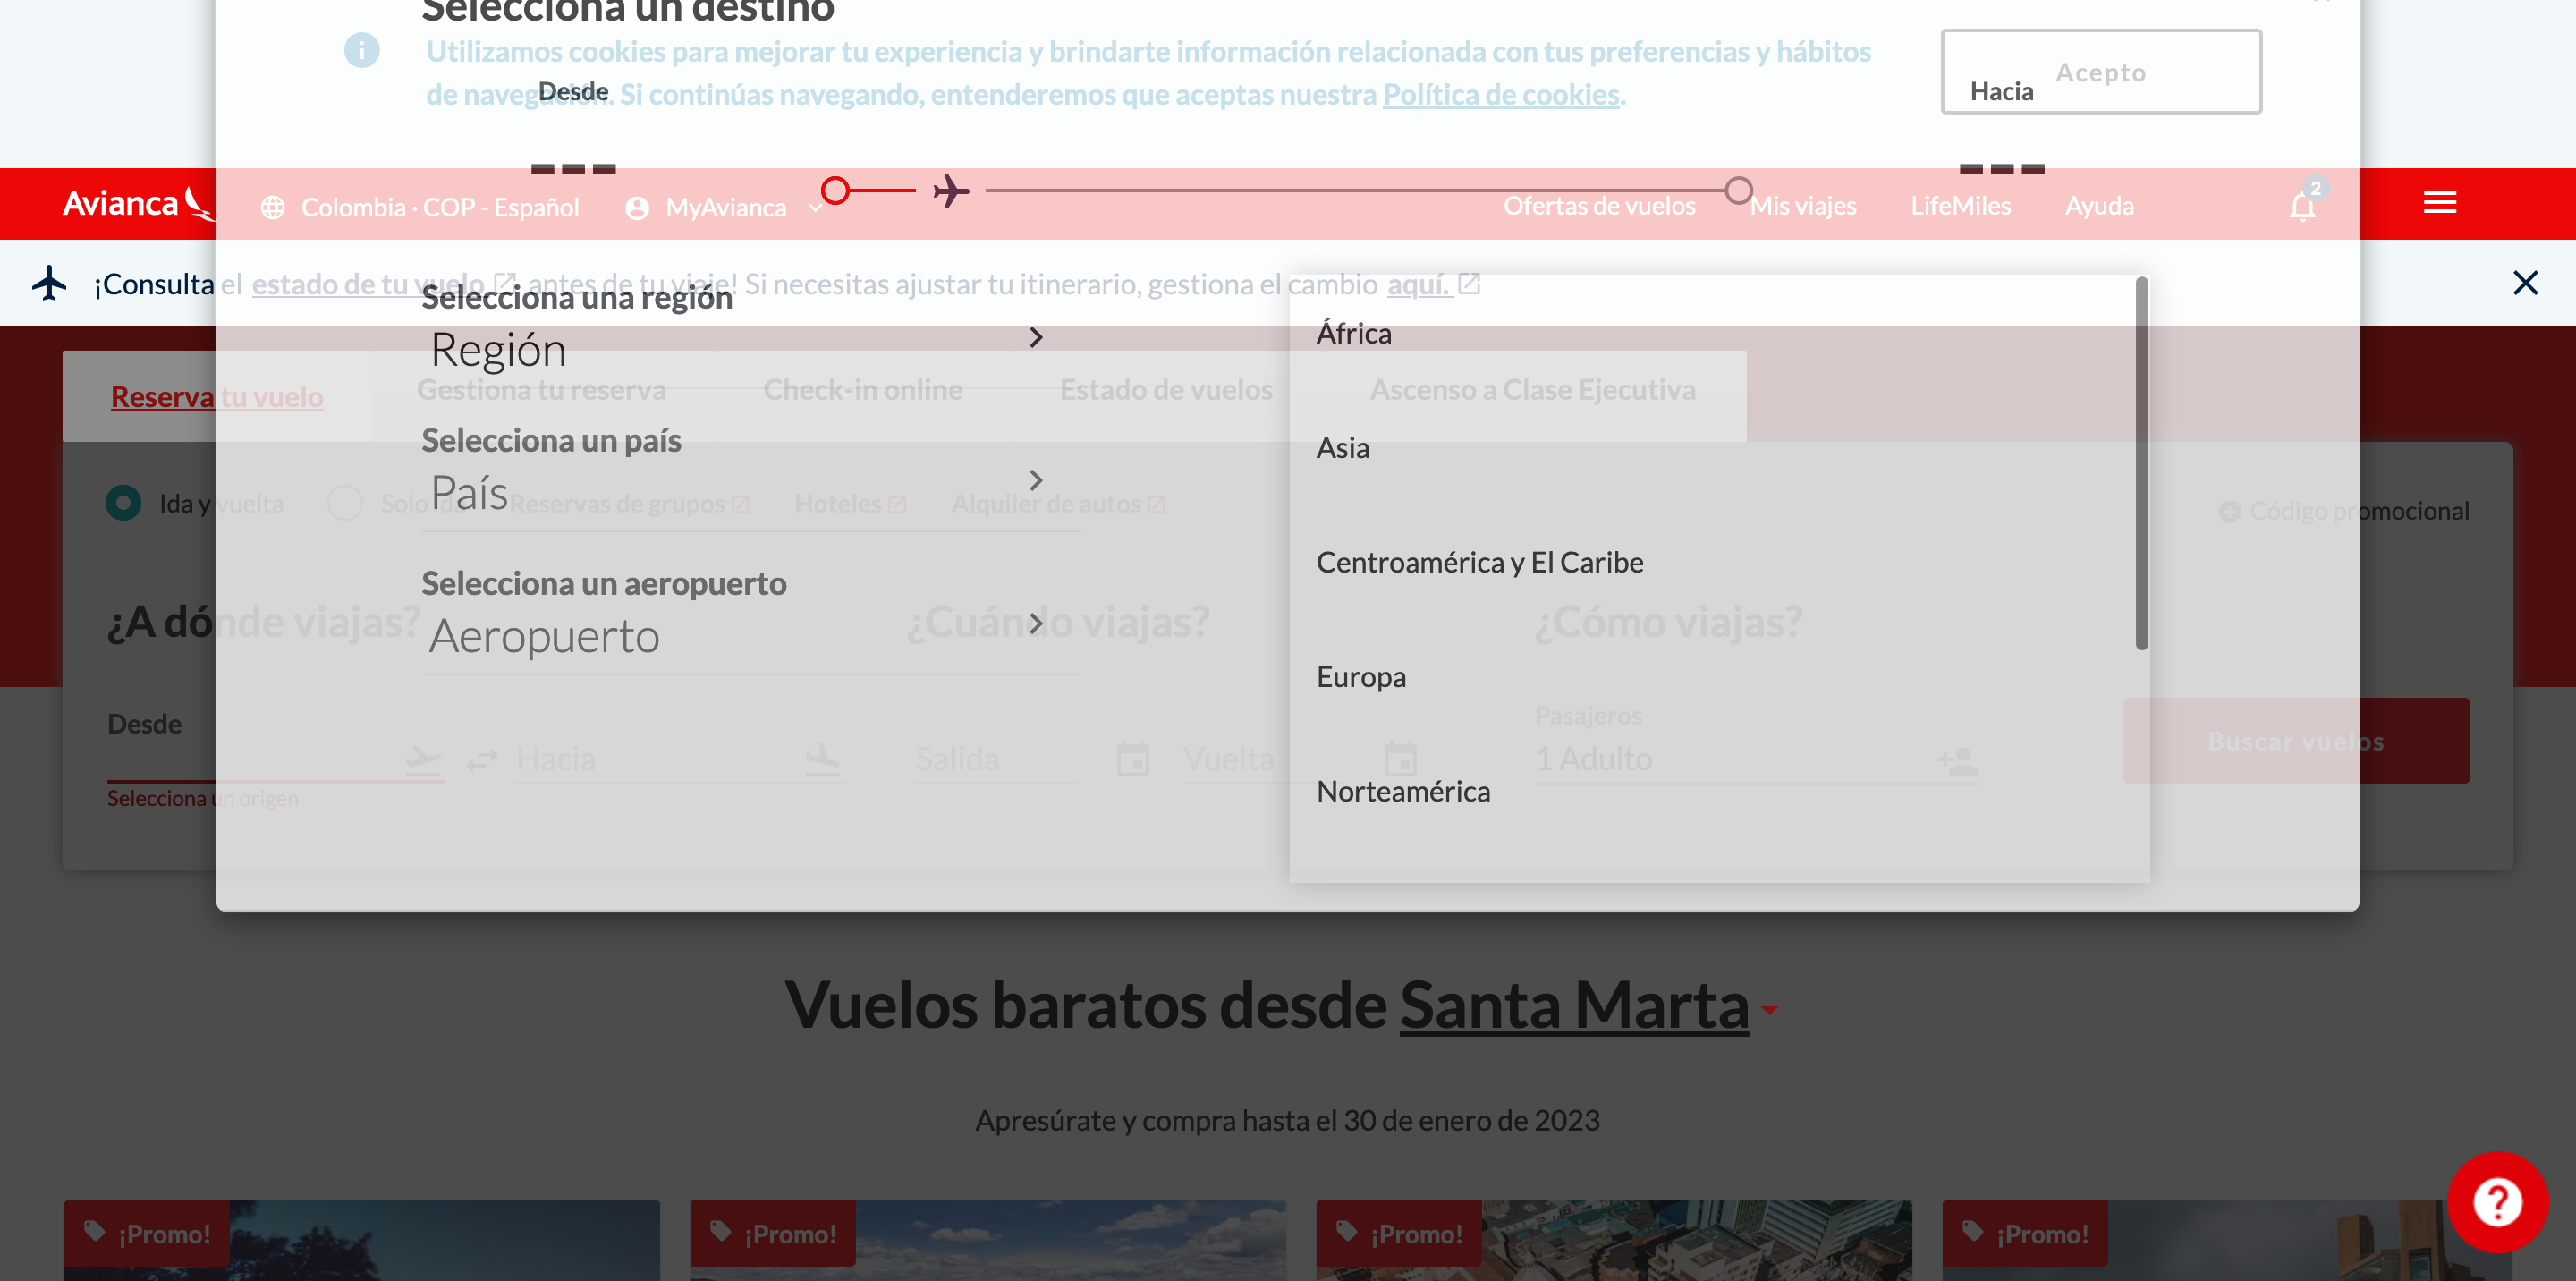 Selecciona un destino
Utilizamos cookies para mejorar tu experiencia y brindarte información relacionada con tus preferencias y hábitos
de navegación. Si continúas navegando, entenderemos que aceptas nuestra Política de cookies.
Acepto
Desde
Hacia
---
---
Avianca
Colombia · COP - Español
MyAvianca
Ofertas de vuelos
Mis viajes
LifeMiles
Ayuda
2
¡Consulta el estado de tu vuelo antes de tu viaje! Si necesitas ajustar tu itinerario, gestiona el cambio aquí.
Selecciona una región
Región
África
Reserva tu vuelo
Gestiona tu reserva
Check-in online
Estado de vuelos
Ascenso a Clase Ejecutiva
Selecciona un país
País
Asia
Ida y vuelta
Solo ida
Reservas de grupos
Hoteles
Alquiler de autos
Código promocional
Centroamérica y El Caribe
Selecciona un aeropuerto
Aeropuerto
¿A dónde viajas?
¿Cuándo viajas?
¿Cómo viajas?
Europa
Desde
Hacia
Salida
Vuelta
Pasajeros
1 Adulto
Buscar vuelos
Selecciona un origen
Norteamérica
Vuelos baratos desde Santa Marta
Apresúrate y compra hasta el 30 de enero de 2023
¡Promo!
¡Promo!
¡Promo!
¡Promo!
?